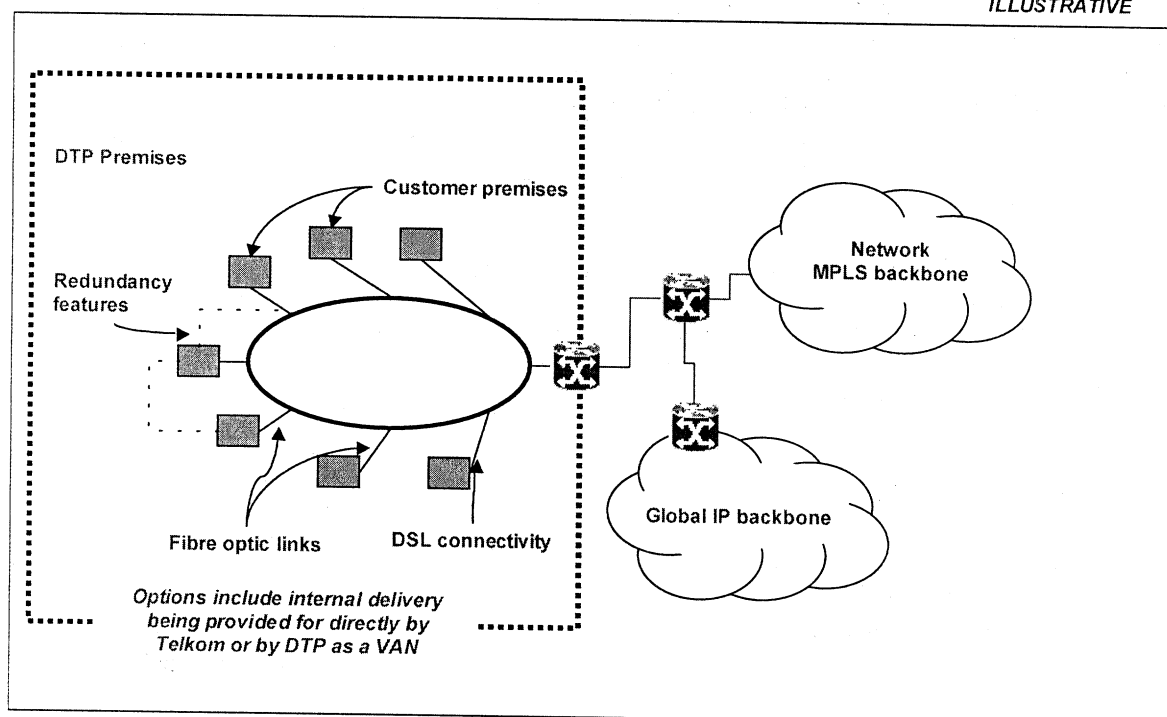 ILLUSTRATIVE
DTP Premises
Customer premises
Redundancy
features
Network
MPLS backbone
Global IP backbone
Fibre optic links
DSL connectivity
Options include internal delivery
being provided for directly by
Telkom or by DTP as a VAN